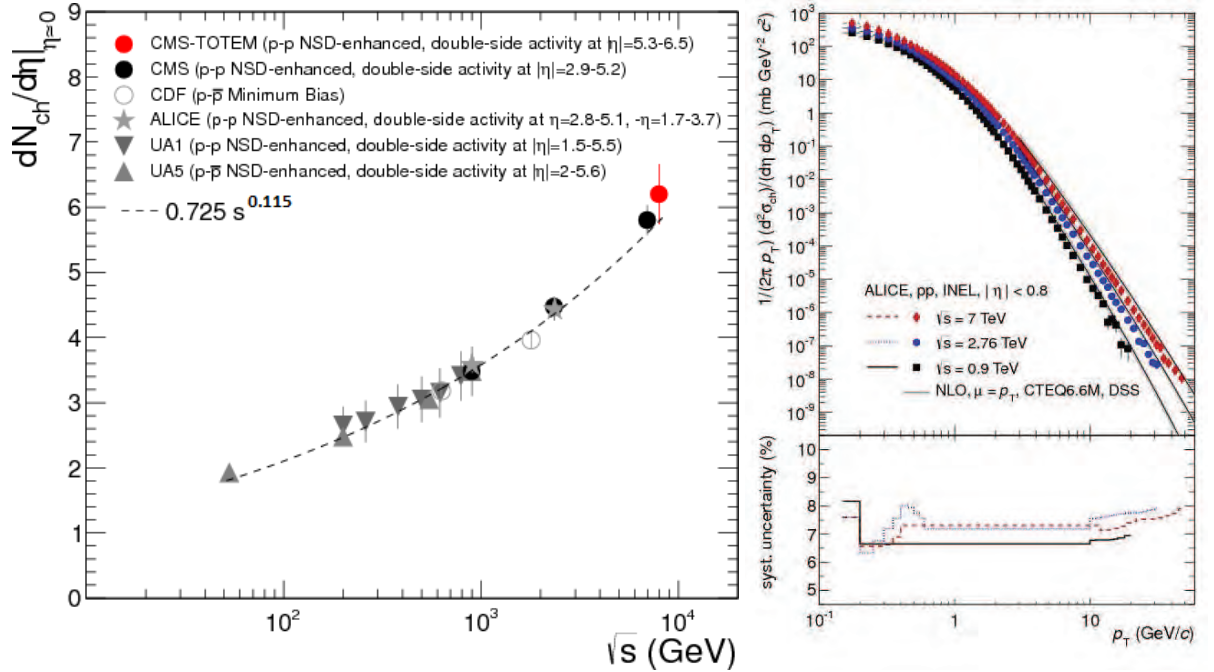 dN_ch/dη|_η≃0
CMS-TOTEM (p-p NSD-enhanced, double-side activity at |η|=5.3-6.5)
CMS (p-p NSD-enhanced, double-side activity at |η|=2.9-5.2)
CDF (p-p̅ Minimum Bias)
ALICE (p-p NSD-enhanced, double-side activity at η=2.8-5.1, -η=1.7-3.7)
UA1 (p-p NSD-enhanced, double-side activity at |η|=1.5-5.5)
UA5 (p-p̅ NSD-enhanced, double-side activity at |η|=2-5.6)
0.725 s^0.115
9
8
7
6
5
4
3
2
1
0
10^2
10^3
10^4
√s (GeV)
1/(2π p_T) (d²σ_ch)/(dη dp_T) (mb GeV⁻² c²)
10^3
10^2
10
1
10^-1
10^-2
10^-3
10^-4
10^-5
10^-6
10^-7
10^-8
10^-9
ALICE, pp, INEL, | η | < 0.8
√s = 7 TeV
√s = 2.76 TeV
√s = 0.9 TeV
NLO, μ = p_T, CTEQ6.6M, DSS
syst. uncertainty (%)
10
9
8
7
6
5
10^-1
1
10
p_T (GeV/c)